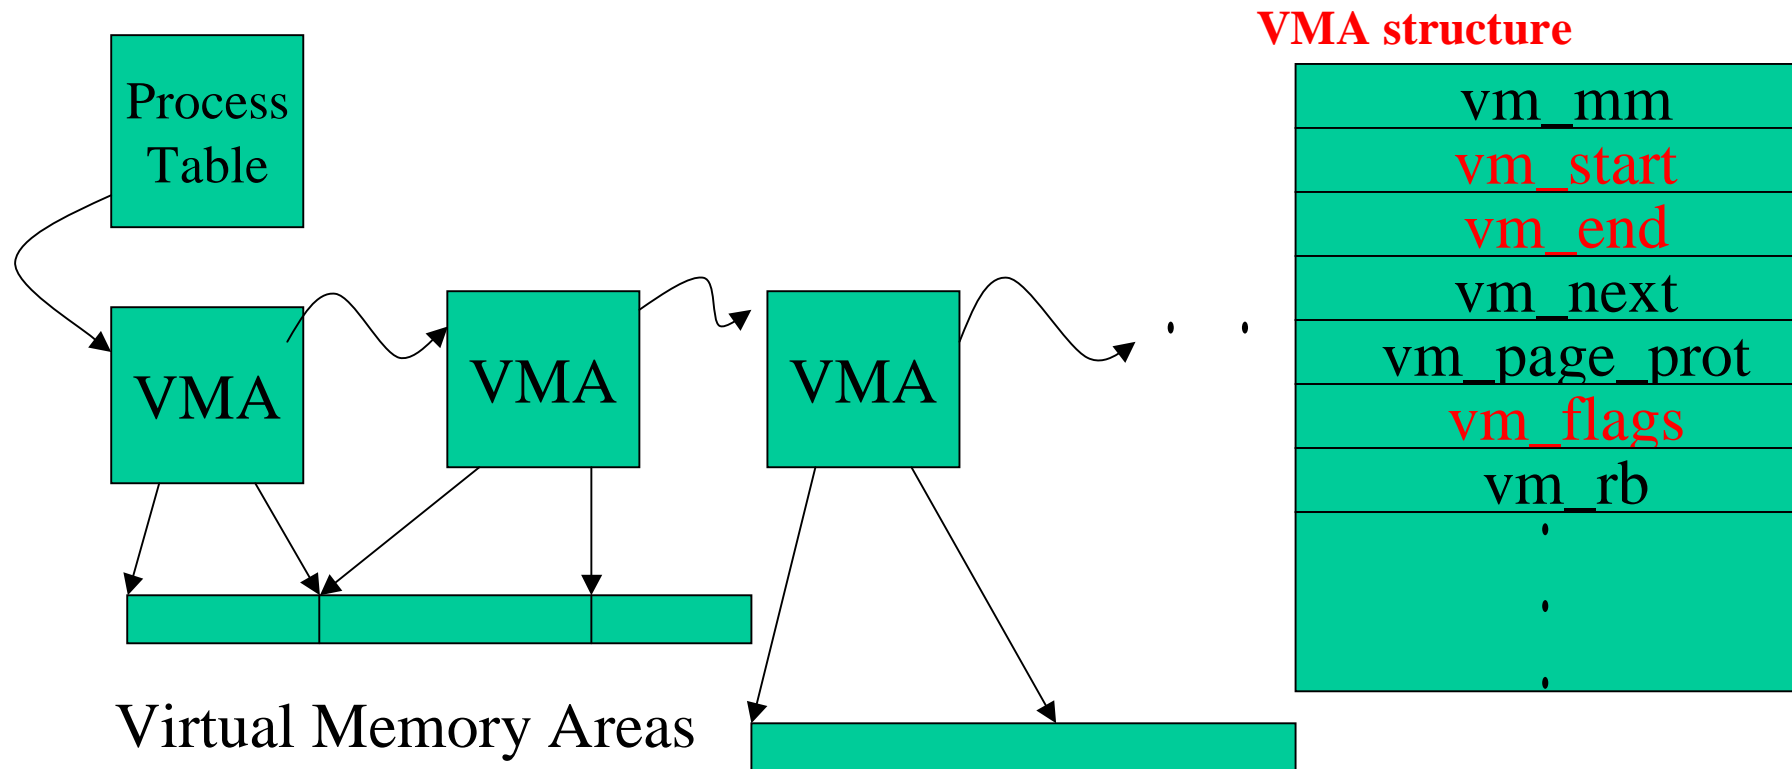 VMA structure
Process
Table
vm_mm
vm_start
vm_end
vm_next
vm_page_prot
vm_flags
vm_rb
VMA
VMA
VMA
Virtual Memory Areas